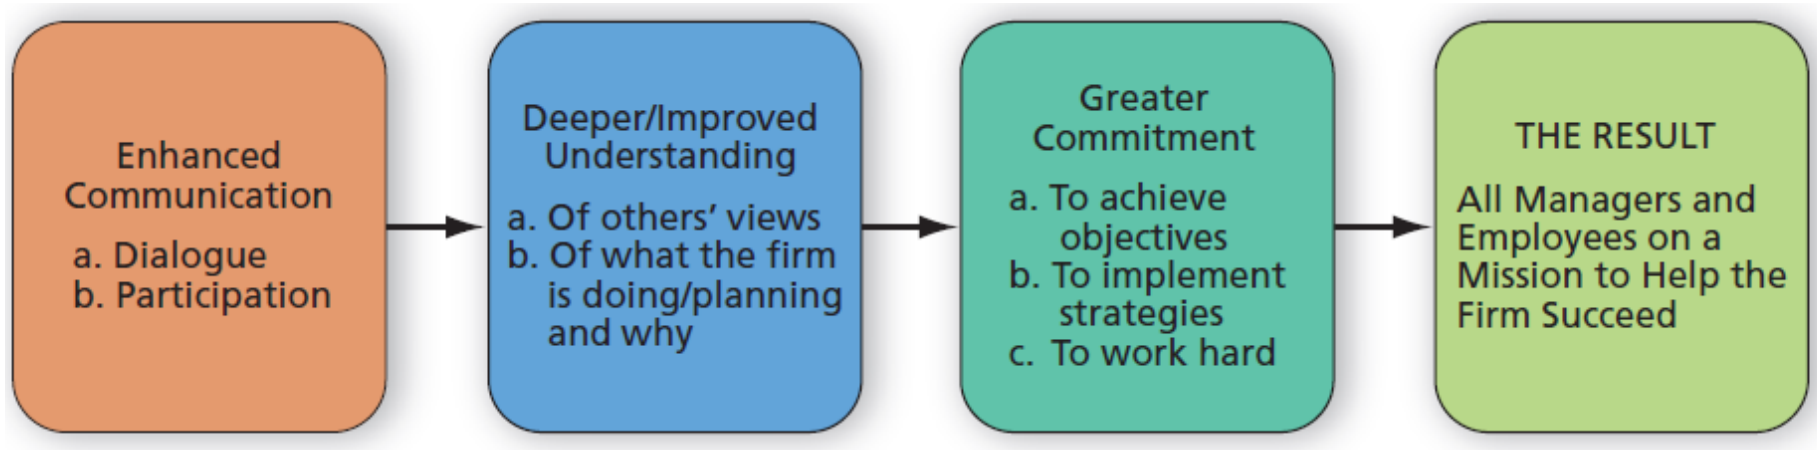 Enhanced
Communication
a. Dialogue
b. Participation
Deeper/Improved
Understanding
a. Of others’ views
b. Of what the firm
is doing/planning
and why
Greater
Commitment
a. To achieve
objectives
b. To implement
strategies
c. To work hard
THE RESULT
All Managers and
Employees on a
Mission to Help the
Firm Succeed